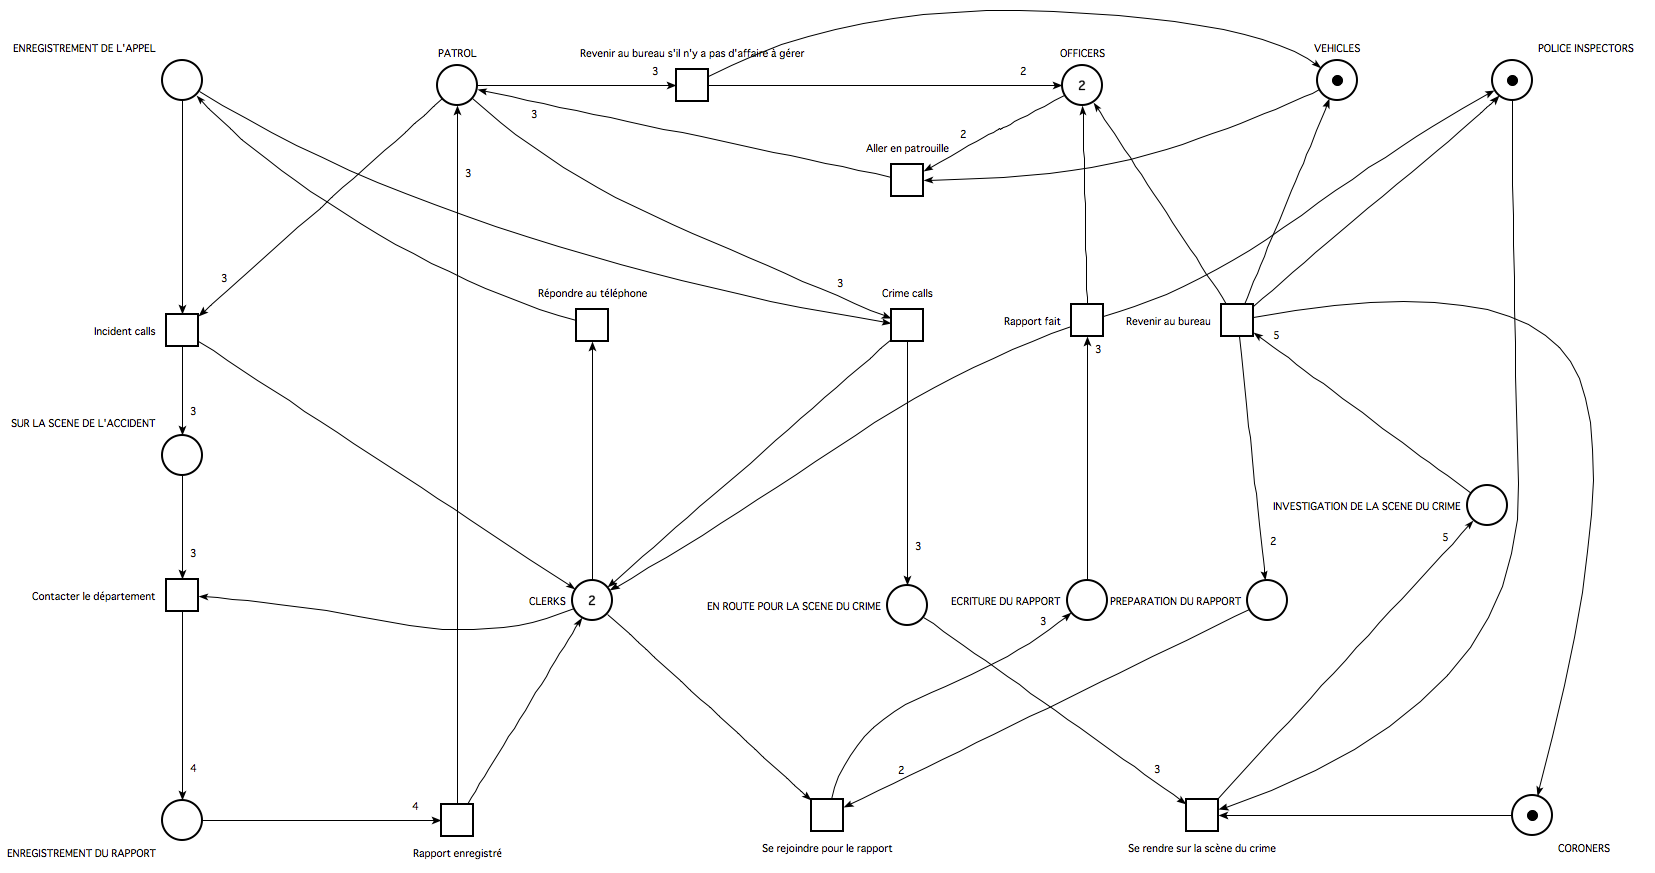 ENREGISTREMENT DE L'APPEL
PATROL
Revenir au bureau s'il n'y a pas d'affaire à gérer
OFFICERS
VEHICLES
POLICE INSPECTORS
3
2
2
3
2
Aller en patrouille
3
3
3
Répondre au téléphone
Crime calls
Incident calls
Rapport fait
Revenir au bureau
3
5
3
SUR LA SCENE DE L'ACCIDENT
INVESTIGATION DE LA SCENE DU CRIME
3
3
2
5
Contacter le département
CLERKS
2
EN ROUTE POUR LA SCENE DU CRIME
ECRITURE DU RAPPORT
PREPARATION DU RAPPORT
3
4
2
3
4
ENREGISTREMENT DU RAPPORT
Rapport enregistré
Se rejoindre pour le rapport
Se rendre sur la scène du crime
CORONERS